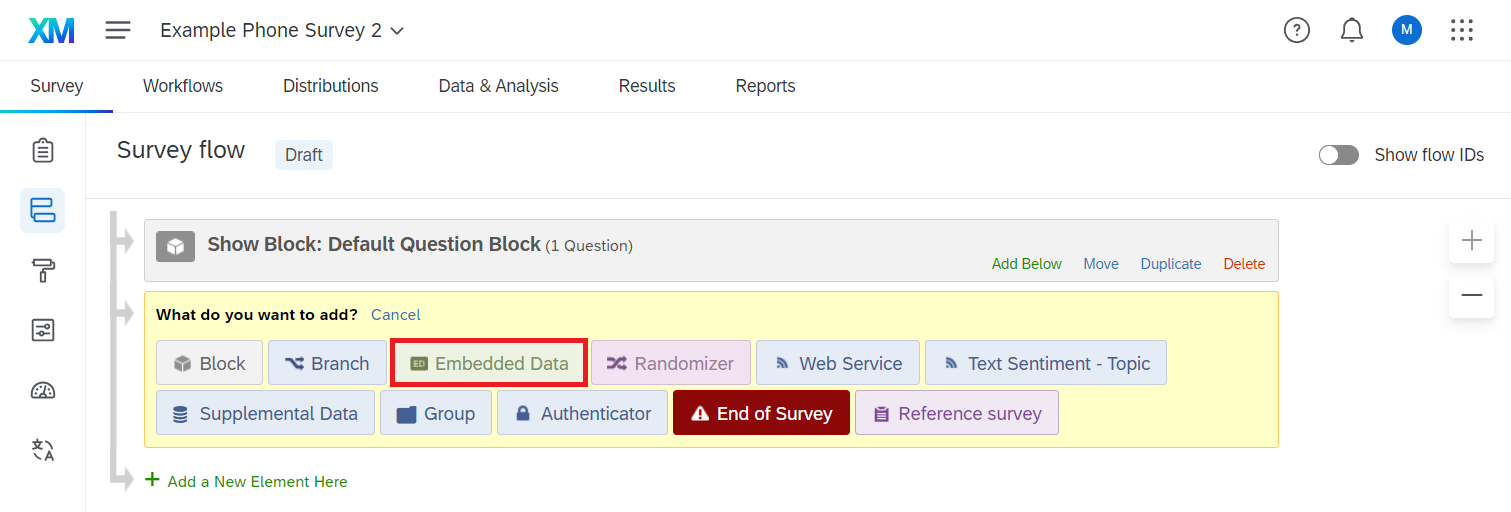 XM Example Phone Survey 2 ? M
Survey Workflows Distributions Data & Analysis Results Reports
Survey flow Draft Show flow IDs
Show Block: Default Question Block (1 Question)
Add Below Move Duplicate Delete
What do you want to add? Cancel
Block Branch ED Embedded Data Randomizer Web Service Text Sentiment - Topic
Supplemental Data Group Authenticator End of Survey Reference survey
+ Add a New Element Here